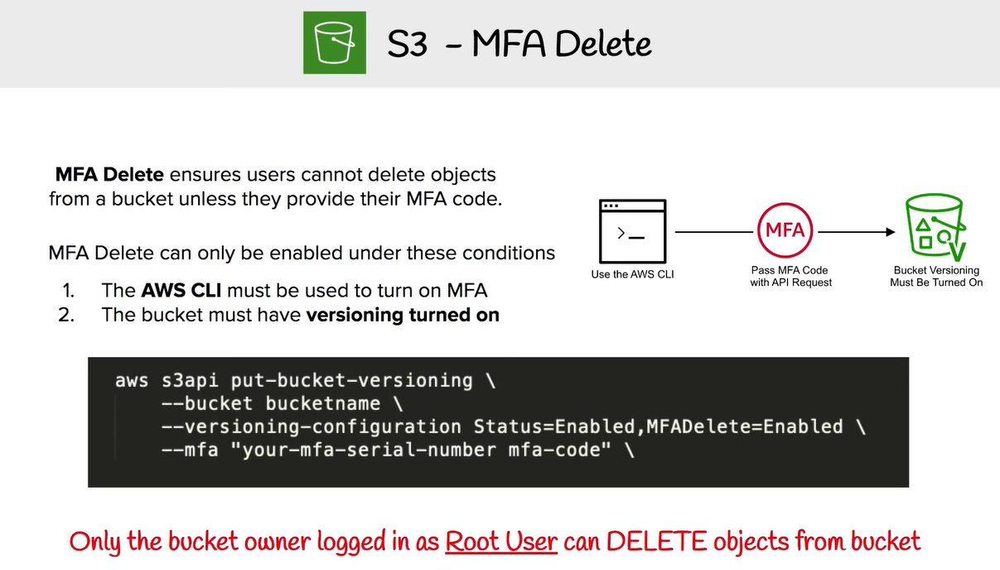 S3 - MFA Delete
MFA Delete ensures users cannot delete objects
from a bucket unless they provide their MFA code.
MFA Delete can only be enabled under these conditions
1. The AWS CLI must be used to turn on MFA
2. The bucket must have versioning turned on
MFA
Use the AWS CLI
Pass MFA Code
with API Request
Bucket Versioning
Must Be Turned On
aws s3api put-bucket-versioning \
--bucket bucketname \
--versioning-configuration Status=Enabled,MFADelete=Enabled \
--mfa "your-mfa-serial-number mfa-code" \
Only the bucket owner logged in as Root User can DELETE objects from bucket